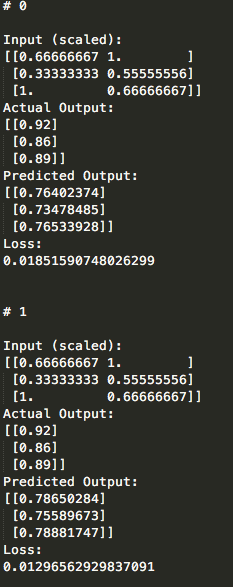 # 0
Input (scaled):
[[0.66666667 1.        ]
 [0.33333333 0.55555556]
 [1.         0.66666667]]
Actual Output:
[[0.92]
 [0.86]
 [0.89]]
Predicted Output:
[[0.76402374]
 [0.73478485]
 [0.76533928]]
Loss:
0.01851590748026299
# 1
Input (scaled):
[[0.66666667 1.        ]
 [0.33333333 0.55555556]
 [1.         0.66666667]]
Actual Output:
[[0.92]
 [0.86]
 [0.89]]
Predicted Output:
[[0.78650284]
 [0.75589673]
 [0.78881747]]
Loss:
0.01296562929837091